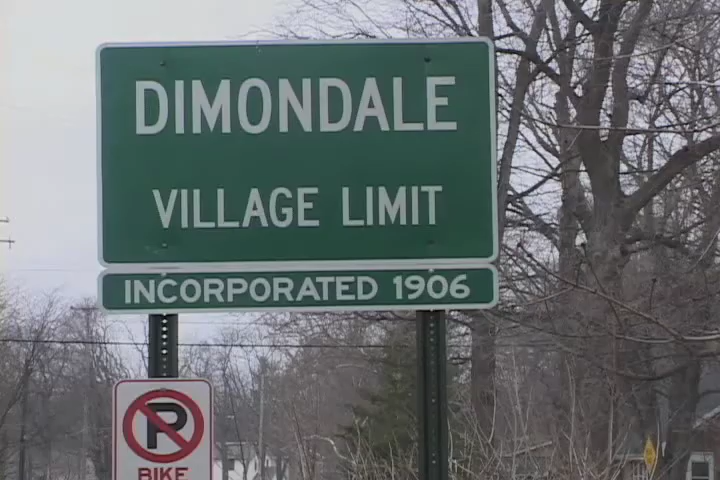 DIMONDALE
VILLAGE LIMIT
INCORPORATED 1906
P
BIKE